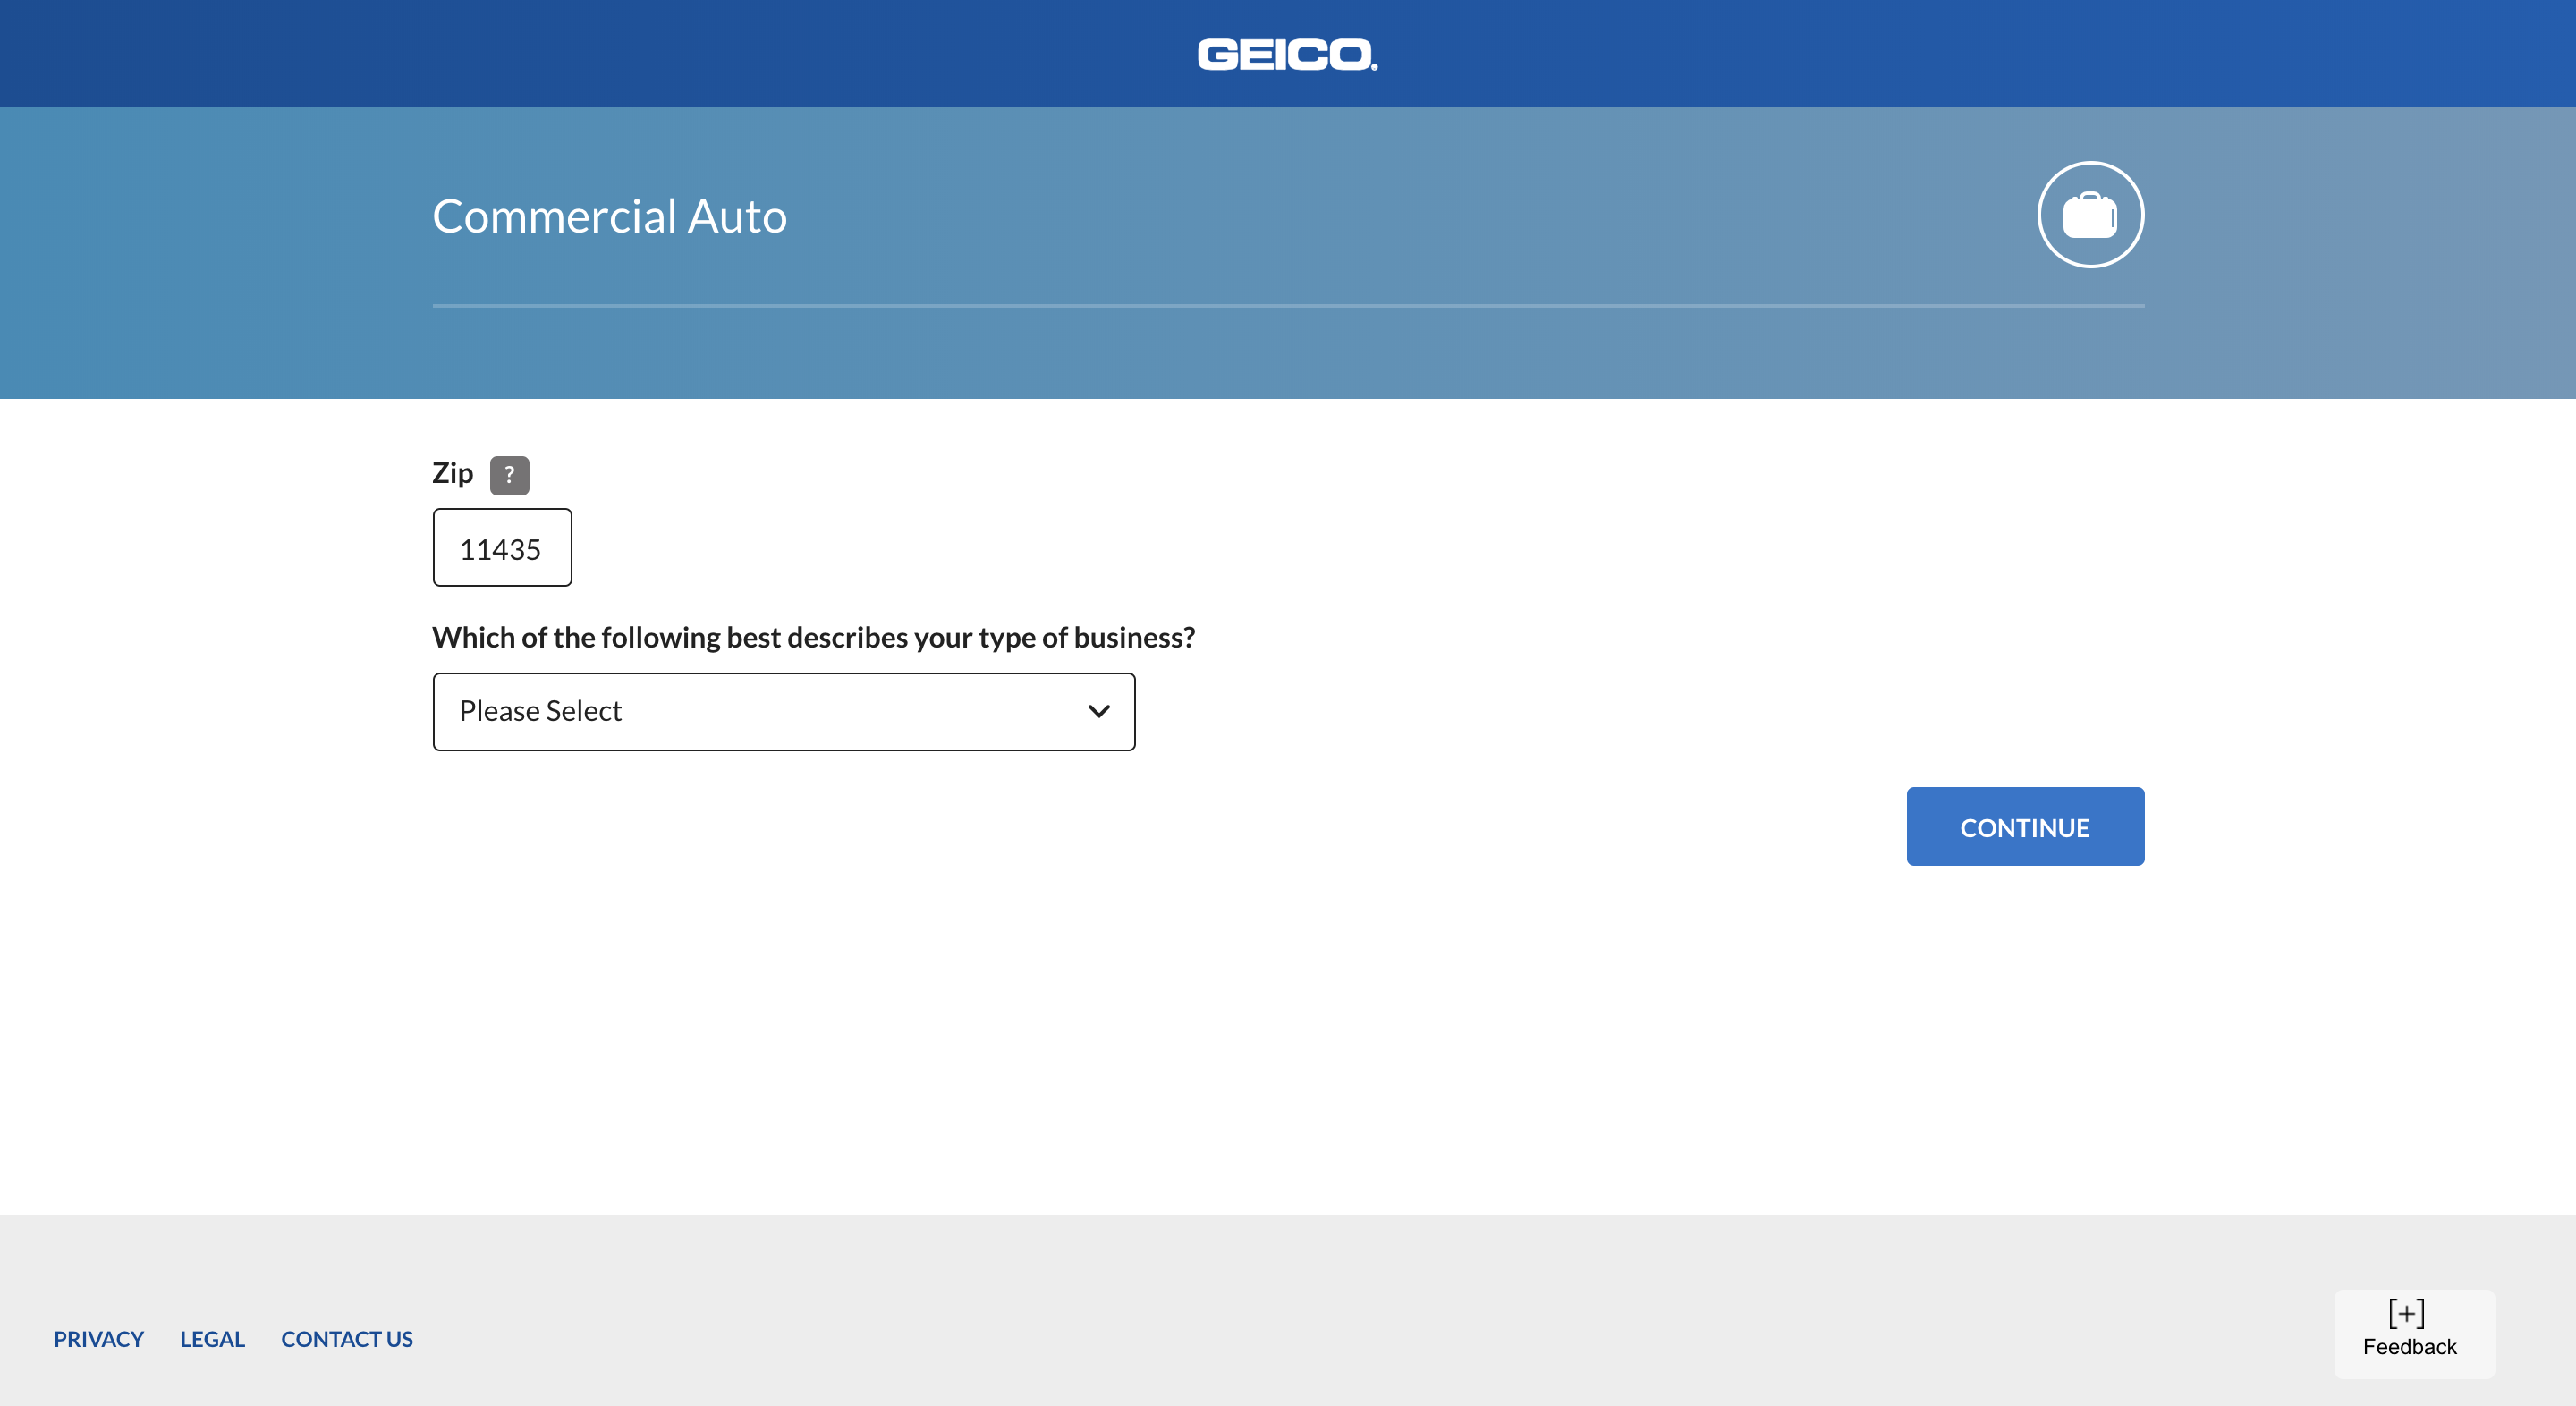 GEICO.
Commercial Auto
Zip ?
11435
Which of the following best describes your type of business?
Please Select
CONTINUE
PRIVACY LEGAL CONTACT US
[+]
Feedback